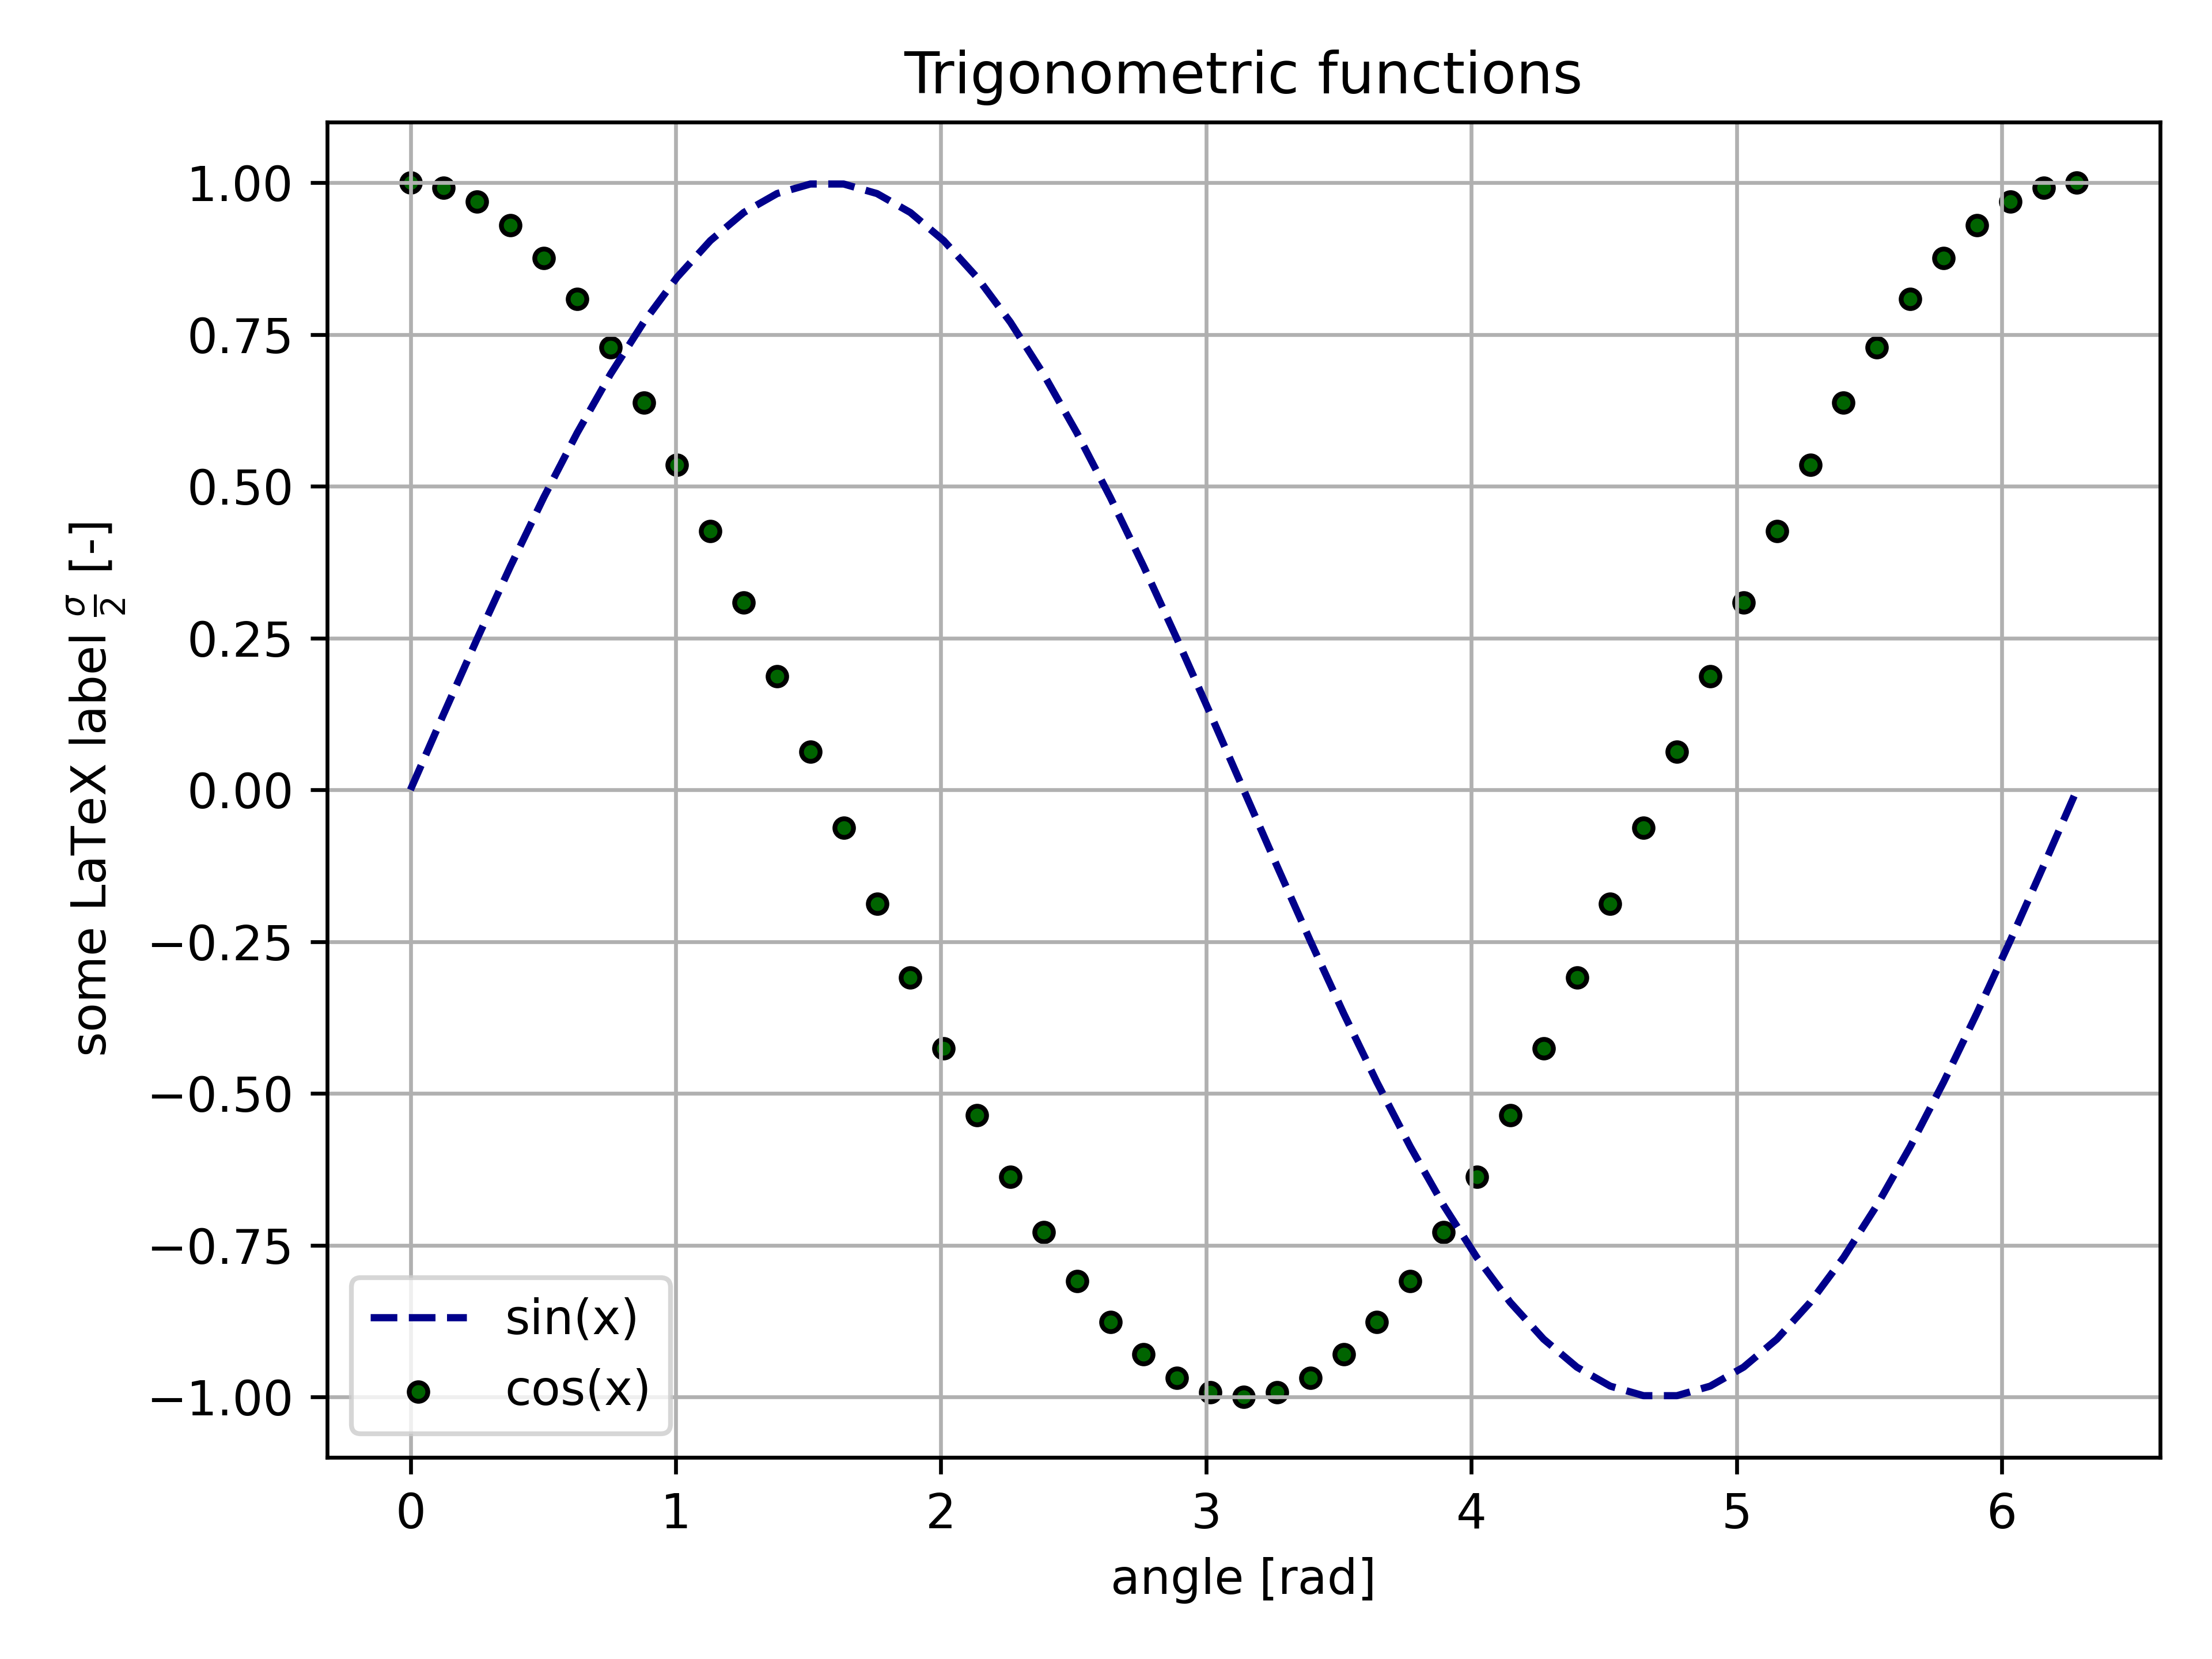 Trigonometric functions
some LaTeX label σ/2 [-]
1.00
0.75
0.50
0.25
0.00
−0.25
−0.50
−0.75
−1.00
sin(x)
cos(x)
0 1 2 3 4 5 6
angle [rad]